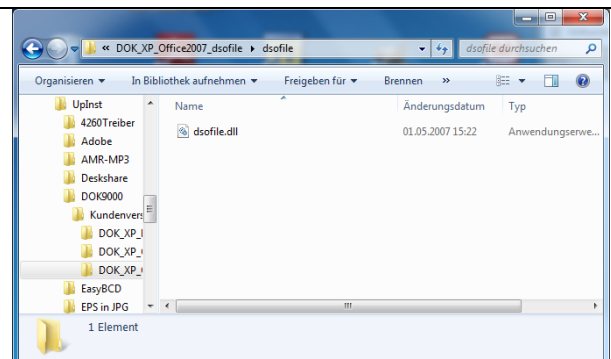 « DOK_XP_Office2007_dsofile ▸ dsofile
dsofile durchsuchen
Organisieren ▾ In Bibliothek aufnehmen ▾ Freigeben für ▾ Brennen »
Name Änderungsdatum Typ
UpInst
dsofile.dll 01.05.2007 15:22 Anwendungserwe...
4260Treiber
Adobe
AMR-MP3
Deskshare
DOK9000
Kundenvers
DOK_XP_I
DOK_XP_
DOK_XP_
EasyBCD
EPS in JPG
1 Element